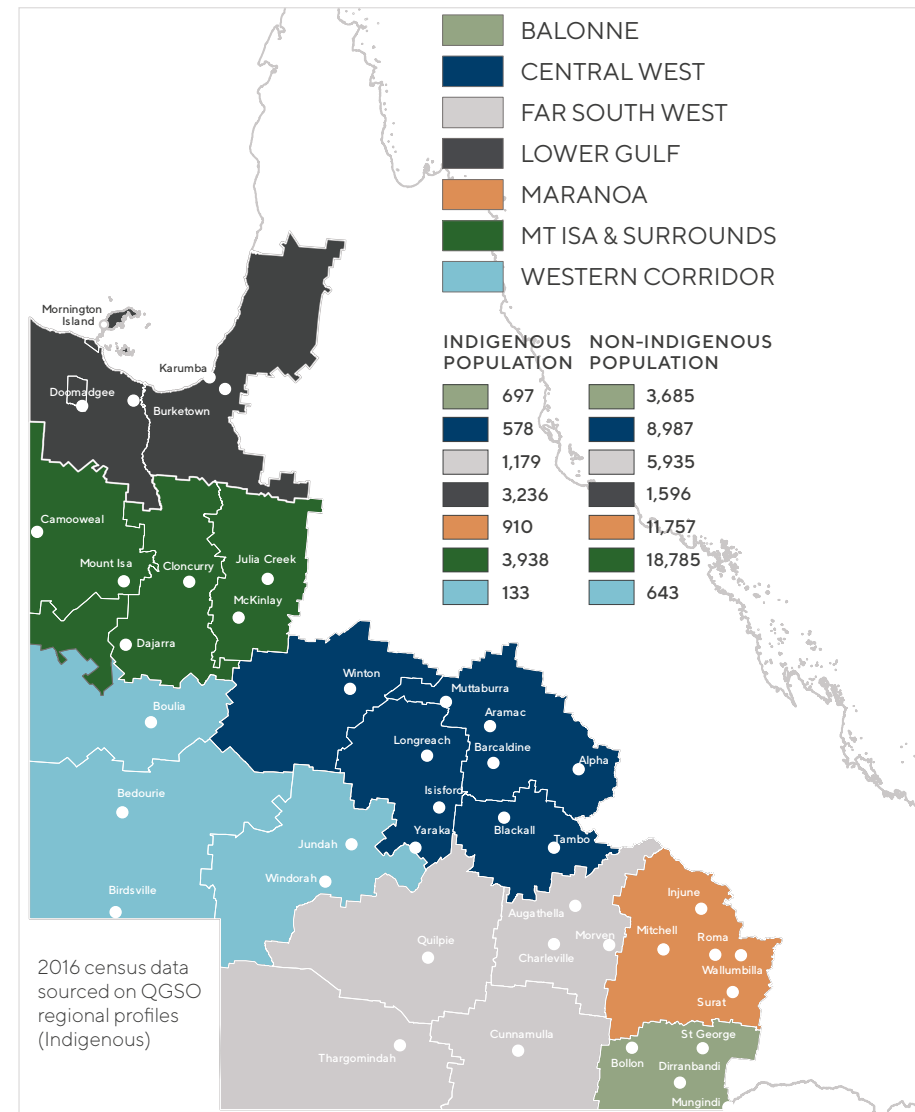 BALONNE
CENTRAL WEST
FAR SOUTH WEST
LOWER GULF
MARANOA
MT ISA & SURROUNDS
WESTERN CORRIDOR
INDIGENOUS
POPULATION
697
578
1,179
3,236
910
3,938
133
NON-INDIGENOUS
POPULATION
3,685
8,987
5,935
1,596
11,757
18,785
643
Mornington
Island
Karumba
Doomadgee
Burketown
Camooweal
Mount Isa
Cloncurry
Julia Creek
McKinlay
Dajarra
Winton
Muttaburra
Boulia
Aramac
Longreach
Barcaldine
Alpha
Bedourie
Isisford
Blackall
Jundah
Yaraka
Tambo
Windorah
Birdsville
Injune
Augathella
Quilpie
Morven
Mitchell
Roma
Charleville
Wallumbilla
Surat
2016 census data
sourced on QGSO
regional profiles
(Indigenous)
Thargomindah
Cunnamulla
St George
Bollon
Dirranbandi
Mungindi